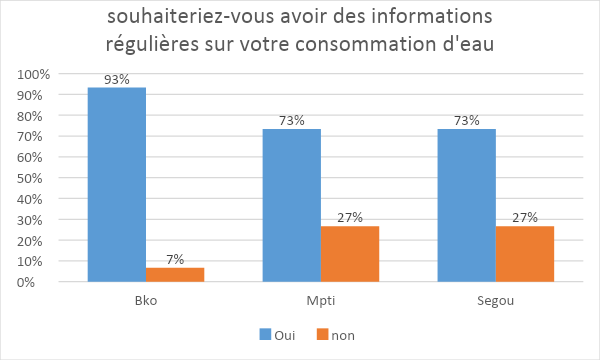 souhaiteriez-vous avoir des informations
régulières sur votre consommation d'eau
100%
90%
80%
70%
60%
50%
40%
30%
20%
10%
0%
93%
7%
73%
27%
73%
27%
Bko
Mpti
Segou
Oui
non